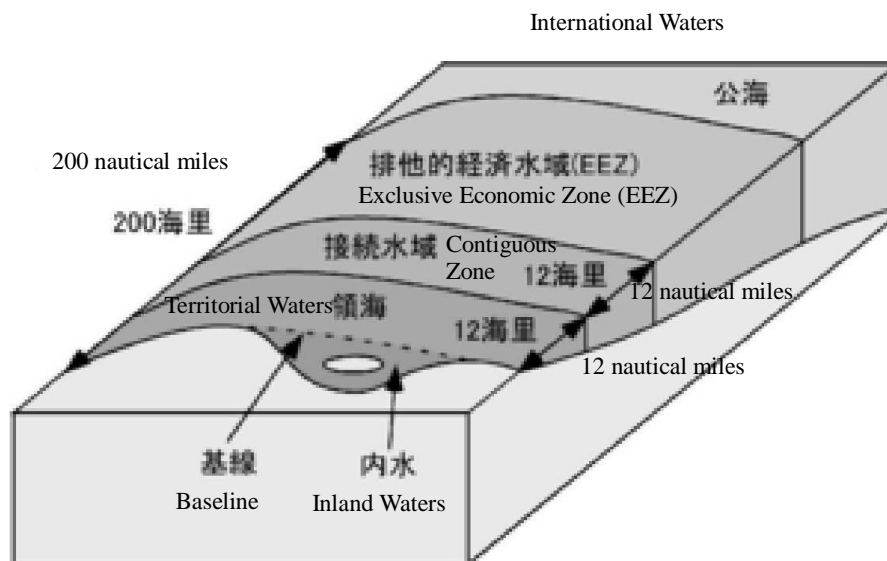 International Waters
公海
200 nautical miles
排他的経済水域(EEZ)
Exclusive Economic Zone (EEZ)
200海里
接続水域
Contiguous
Zone
12海里
12 nautical miles
Territorial Waters
領海
12海里
12 nautical miles
基線
内水
Baseline
Inland Waters